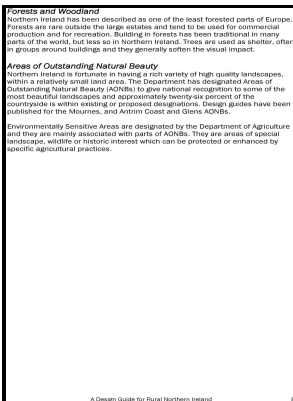 Forests and Woodland
Northern Ireland has been described as one of the least forested parts of Europe.
Forests are rare outside the large estates and tend to be used for commercial
production and for recreation. Building in forests has been traditional in many
parts of the world, but less so in Northern Ireland. Trees are used as shelter, often
in groups around buildings and they generally soften the visual impact.
Areas of Outstanding Natural Beauty
Northern Ireland is fortunate in having a rich variety of high quality landscapes,
within a relatively small land area. The Department has designated Areas of
Outstanding Natural Beauty (AONBs) to give national recognition to some of the
most beautiful landscapes and approximately twenty-six percent of the
countryside is within existing or proposed designations. Design guides have been
published for the Mournes, and Antrim Coast and Glens AONBs.
Environmentally Sensitive Areas are designated by the Department of Agriculture
and they are mainly associated with parts of AONBs. They are areas of special
landscape, wildlife or historic interest which can be protected or enhanced by
specific agricultural practices.
A Design Guide for Rural Northern Ireland